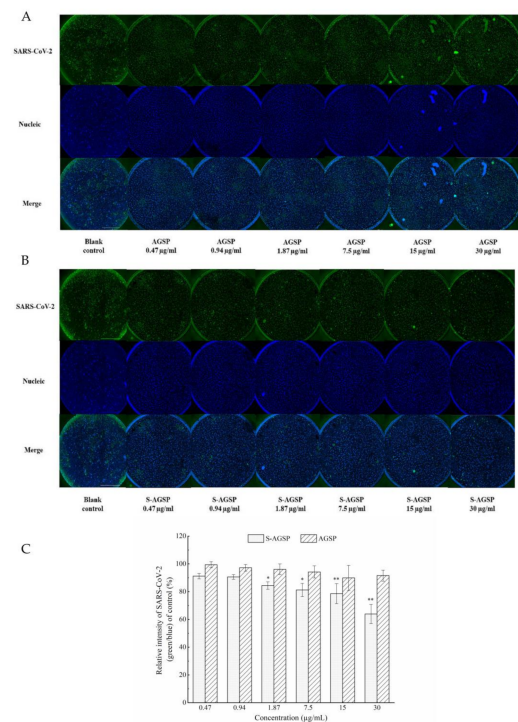 A
SARS-CoV-2
Nucleic
Merge
Blank control
AGSP 0.47 μg/ml
AGSP 0.94 μg/ml
AGSP 1.87 μg/ml
AGSP 7.5 μg/ml
AGSP 15 μg/ml
AGSP 30 μg/ml
B
SARS-CoV-2
Nucleic
Merge
Blank control
S-AGSP 0.47 μg/ml
S-AGSP 0.94 μg/ml
S-AGSP 1.87 μg/ml
S-AGSP 7.5 μg/ml
S-AGSP 15 μg/ml
S-AGSP 30 μg/ml
C
S-AGSP AGSP
Relative intensity of SARS-CoV-2
(green/blue) of control (%)
120
100
80
60
40
20
0
* * ** **
0.47 0.94 1.87 7.5 15 30
Concentration (μg/mL)